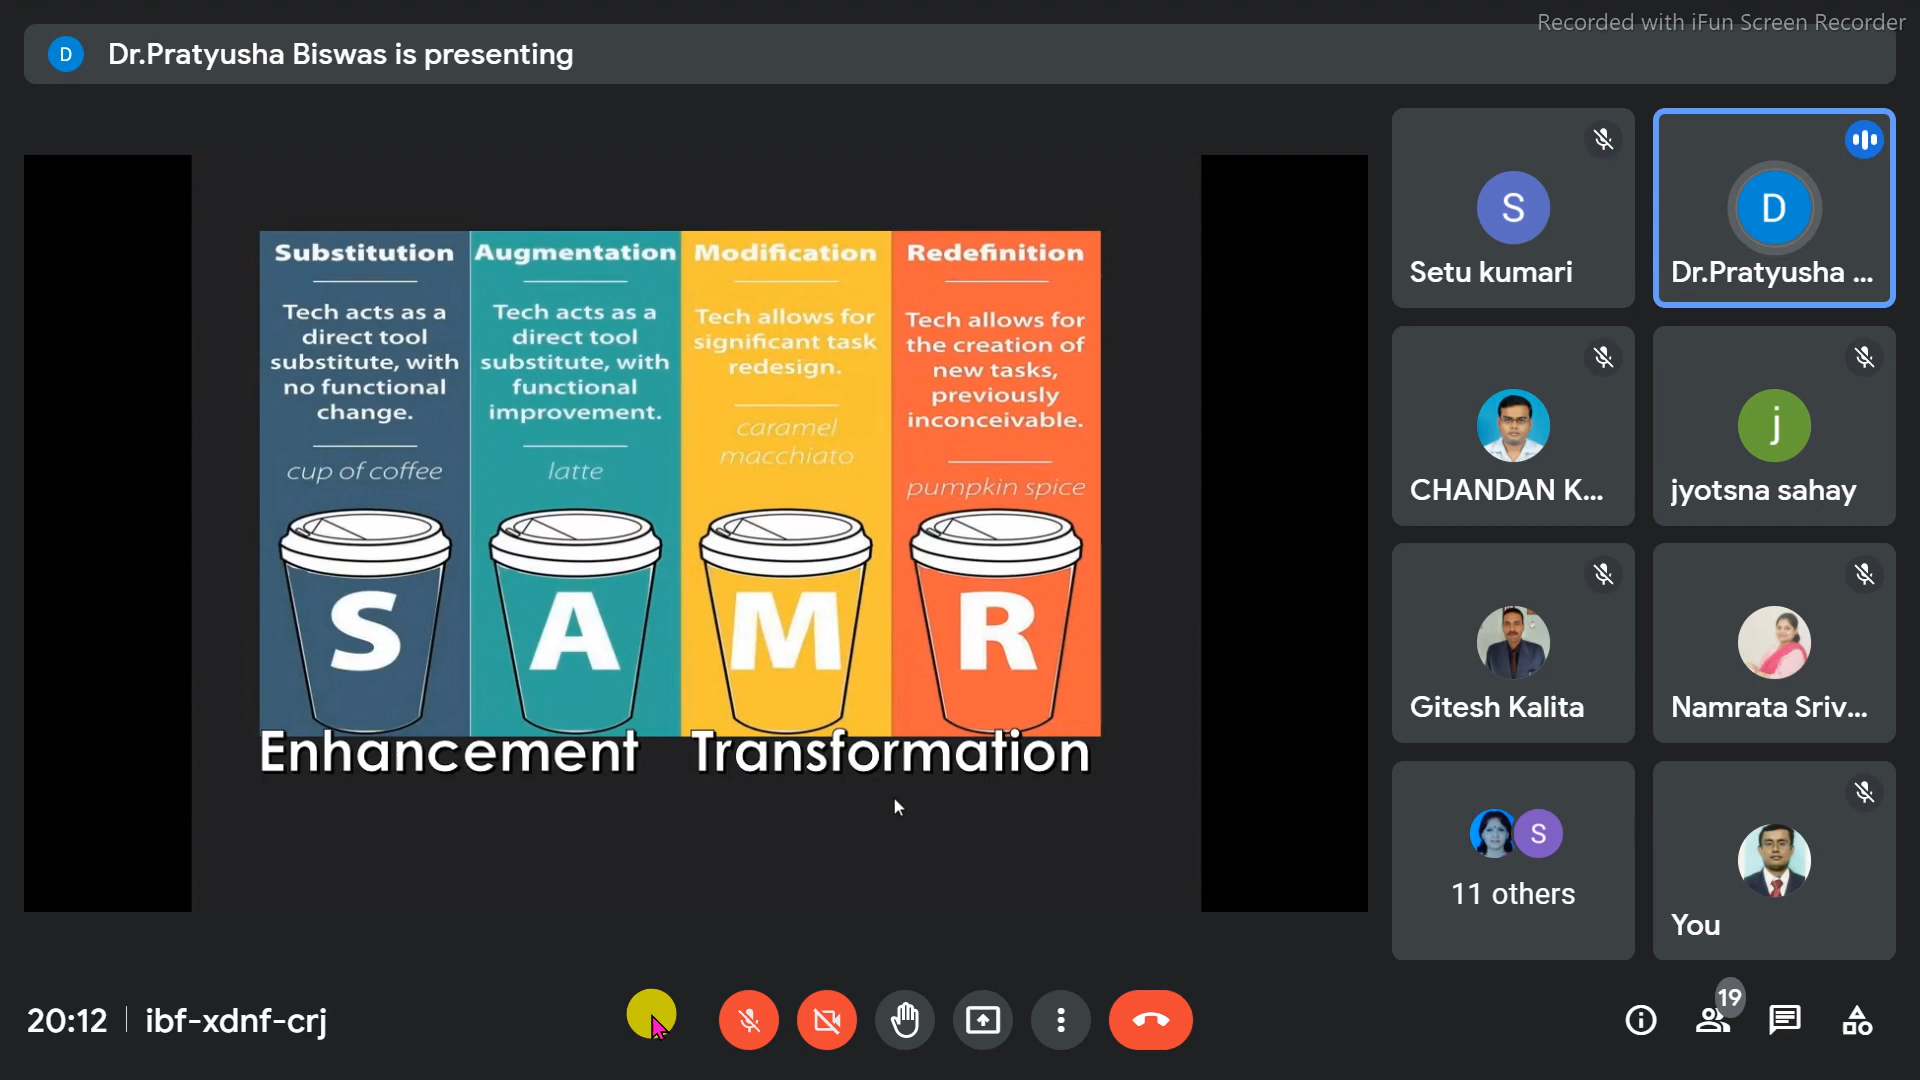 Recorded with iFun Screen Recorder
D
Dr.Pratyusha Biswas is presenting
Substitution
Tech acts as a
direct tool
substitute, with
no functional
change.
cup of coffee
S
Augmentation
Tech acts as a
direct tool
substitute, with
functional
improvement.
latte
A
Modification
Tech allows for
significant task
redesign.
caramel
macchiato
M
Redefinition
Tech allows for
the creation of
new tasks,
previously
inconceivable.
pumpkin spice
R
Enhancement
Transformation
S
Setu kumari
D
Dr.Pratyusha ...
CHANDAN K...
j
jyotsna sahay
Gitesh Kalita
Namrata Sriv...
S
11 others
You
20:12
ibf-xdnf-crj
19